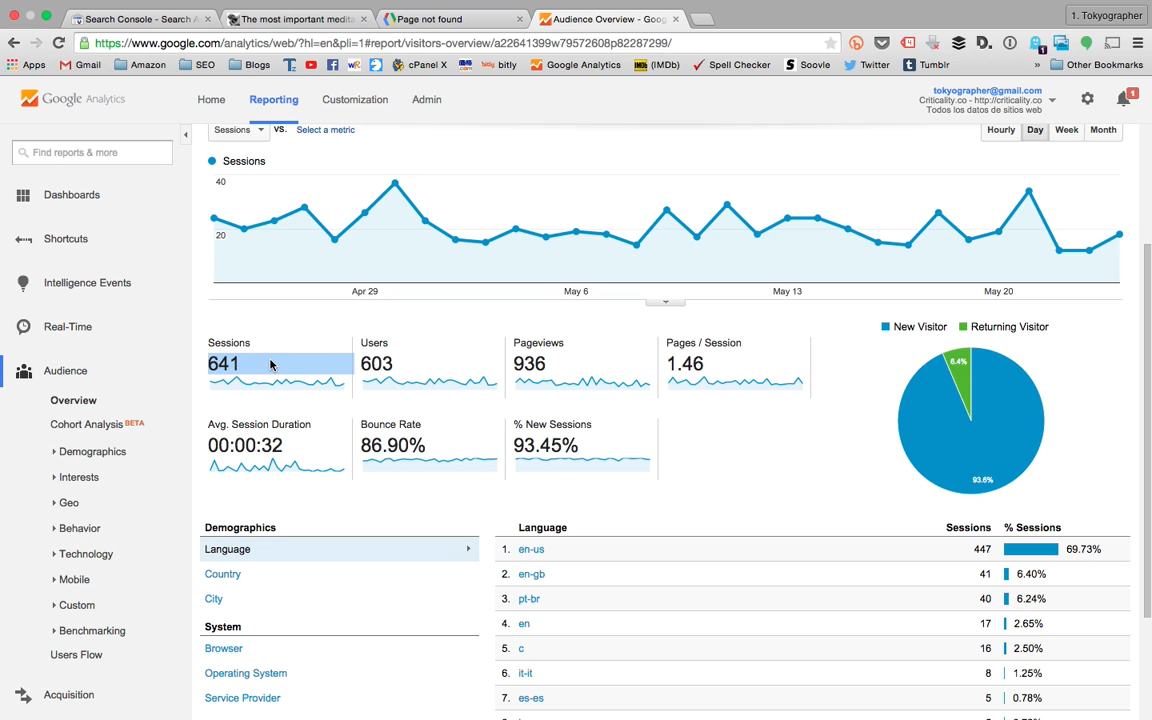 Search Console - Search A
The most important medita
Page not found
Audience Overview - Goog
1. Tokyographer
https://www.google.com/analytics/web/?hl=en&pli=1#report/visitors-overview/a22641399w79572608p82287299/
Apps
Gmail
Amazon
SEO
Blogs
cPanel X
bitly
Google Analytics
(IMDb)
Spell Checker
Soovle
Twitter
Tumblr
»
Other Bookmarks
Google Analytics
Home
Reporting
Customization
Admin
tokyographer@gmail.com
Criticality.co - http://criticality.co
Todos los datos de sitios web
1
Find reports & more
Dashboards
Shortcuts
Intelligence Events
Real-Time
Audience
Overview
Cohort Analysis BETA
Demographics
Interests
Geo
Behavior
Technology
Mobile
Custom
Benchmarking
Users Flow
Acquisition
Sessions
VS.
Select a metric
Hourly
Day
Week
Month
Sessions
40
20
Apr 29
May 6
May 13
May 20
Sessions
641
Users
603
Pageviews
936
Pages / Session
1.46
Avg. Session Duration
00:00:32
Bounce Rate
86.90%
% New Sessions
93.45%
New Visitor
Returning Visitor
6.4%
93.6%
Demographics
Language
Country
City
System
Browser
Operating System
Service Provider
Language Sessions % Sessions
1. en-us 447 69.73%
2. en-gb 41 6.40%
3. pt-br 40 6.24%
4. en 17 2.65%
5. c 16 2.50%
6. it-it 8 1.25%
7. es-es 5 0.78%